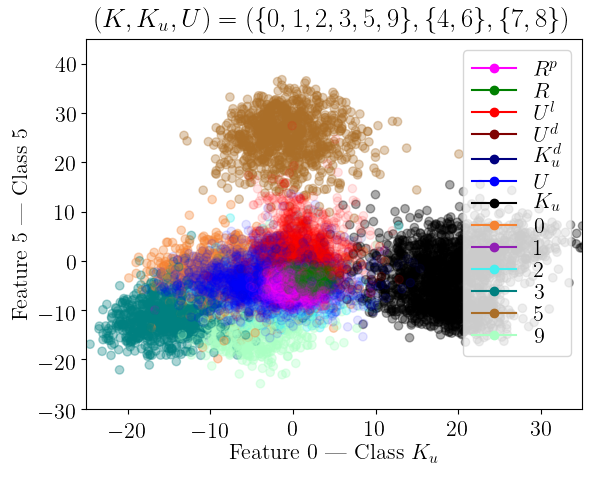 (K, K_u, U) = ({0, 1, 2, 3, 5, 9}, {4, 6}, {7, 8})
40
30
20
10
0
−10
−20
−30
Feature 5 — Class 5
R^p
R
U^l
U^d
K_u^d
U
K_u
0
1
2
3
5
9
−20
−10
0
10
20
30
Feature 0 — Class K_u